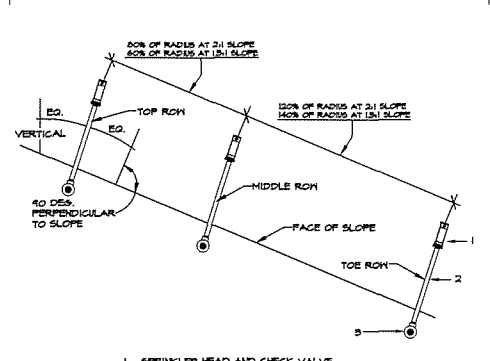 80% OF RADIUS AT 2:1 SLOPE
60% OF RADIUS AT 1.5:1 SLOPE
120% OF RADIUS AT 2:1 SLOPE
140% OF RADIUS AT 1.5:1 SLOPE
EQ.
TOP ROW
VERTICAL
EQ.
MIDDLE ROW
90 DEG.
PERPENDICULAR
TO SLOPE
FACE OF SLOPE
1
TOE ROW
2
3
1. SPRINKLER HEAD AND CHECK VALVE